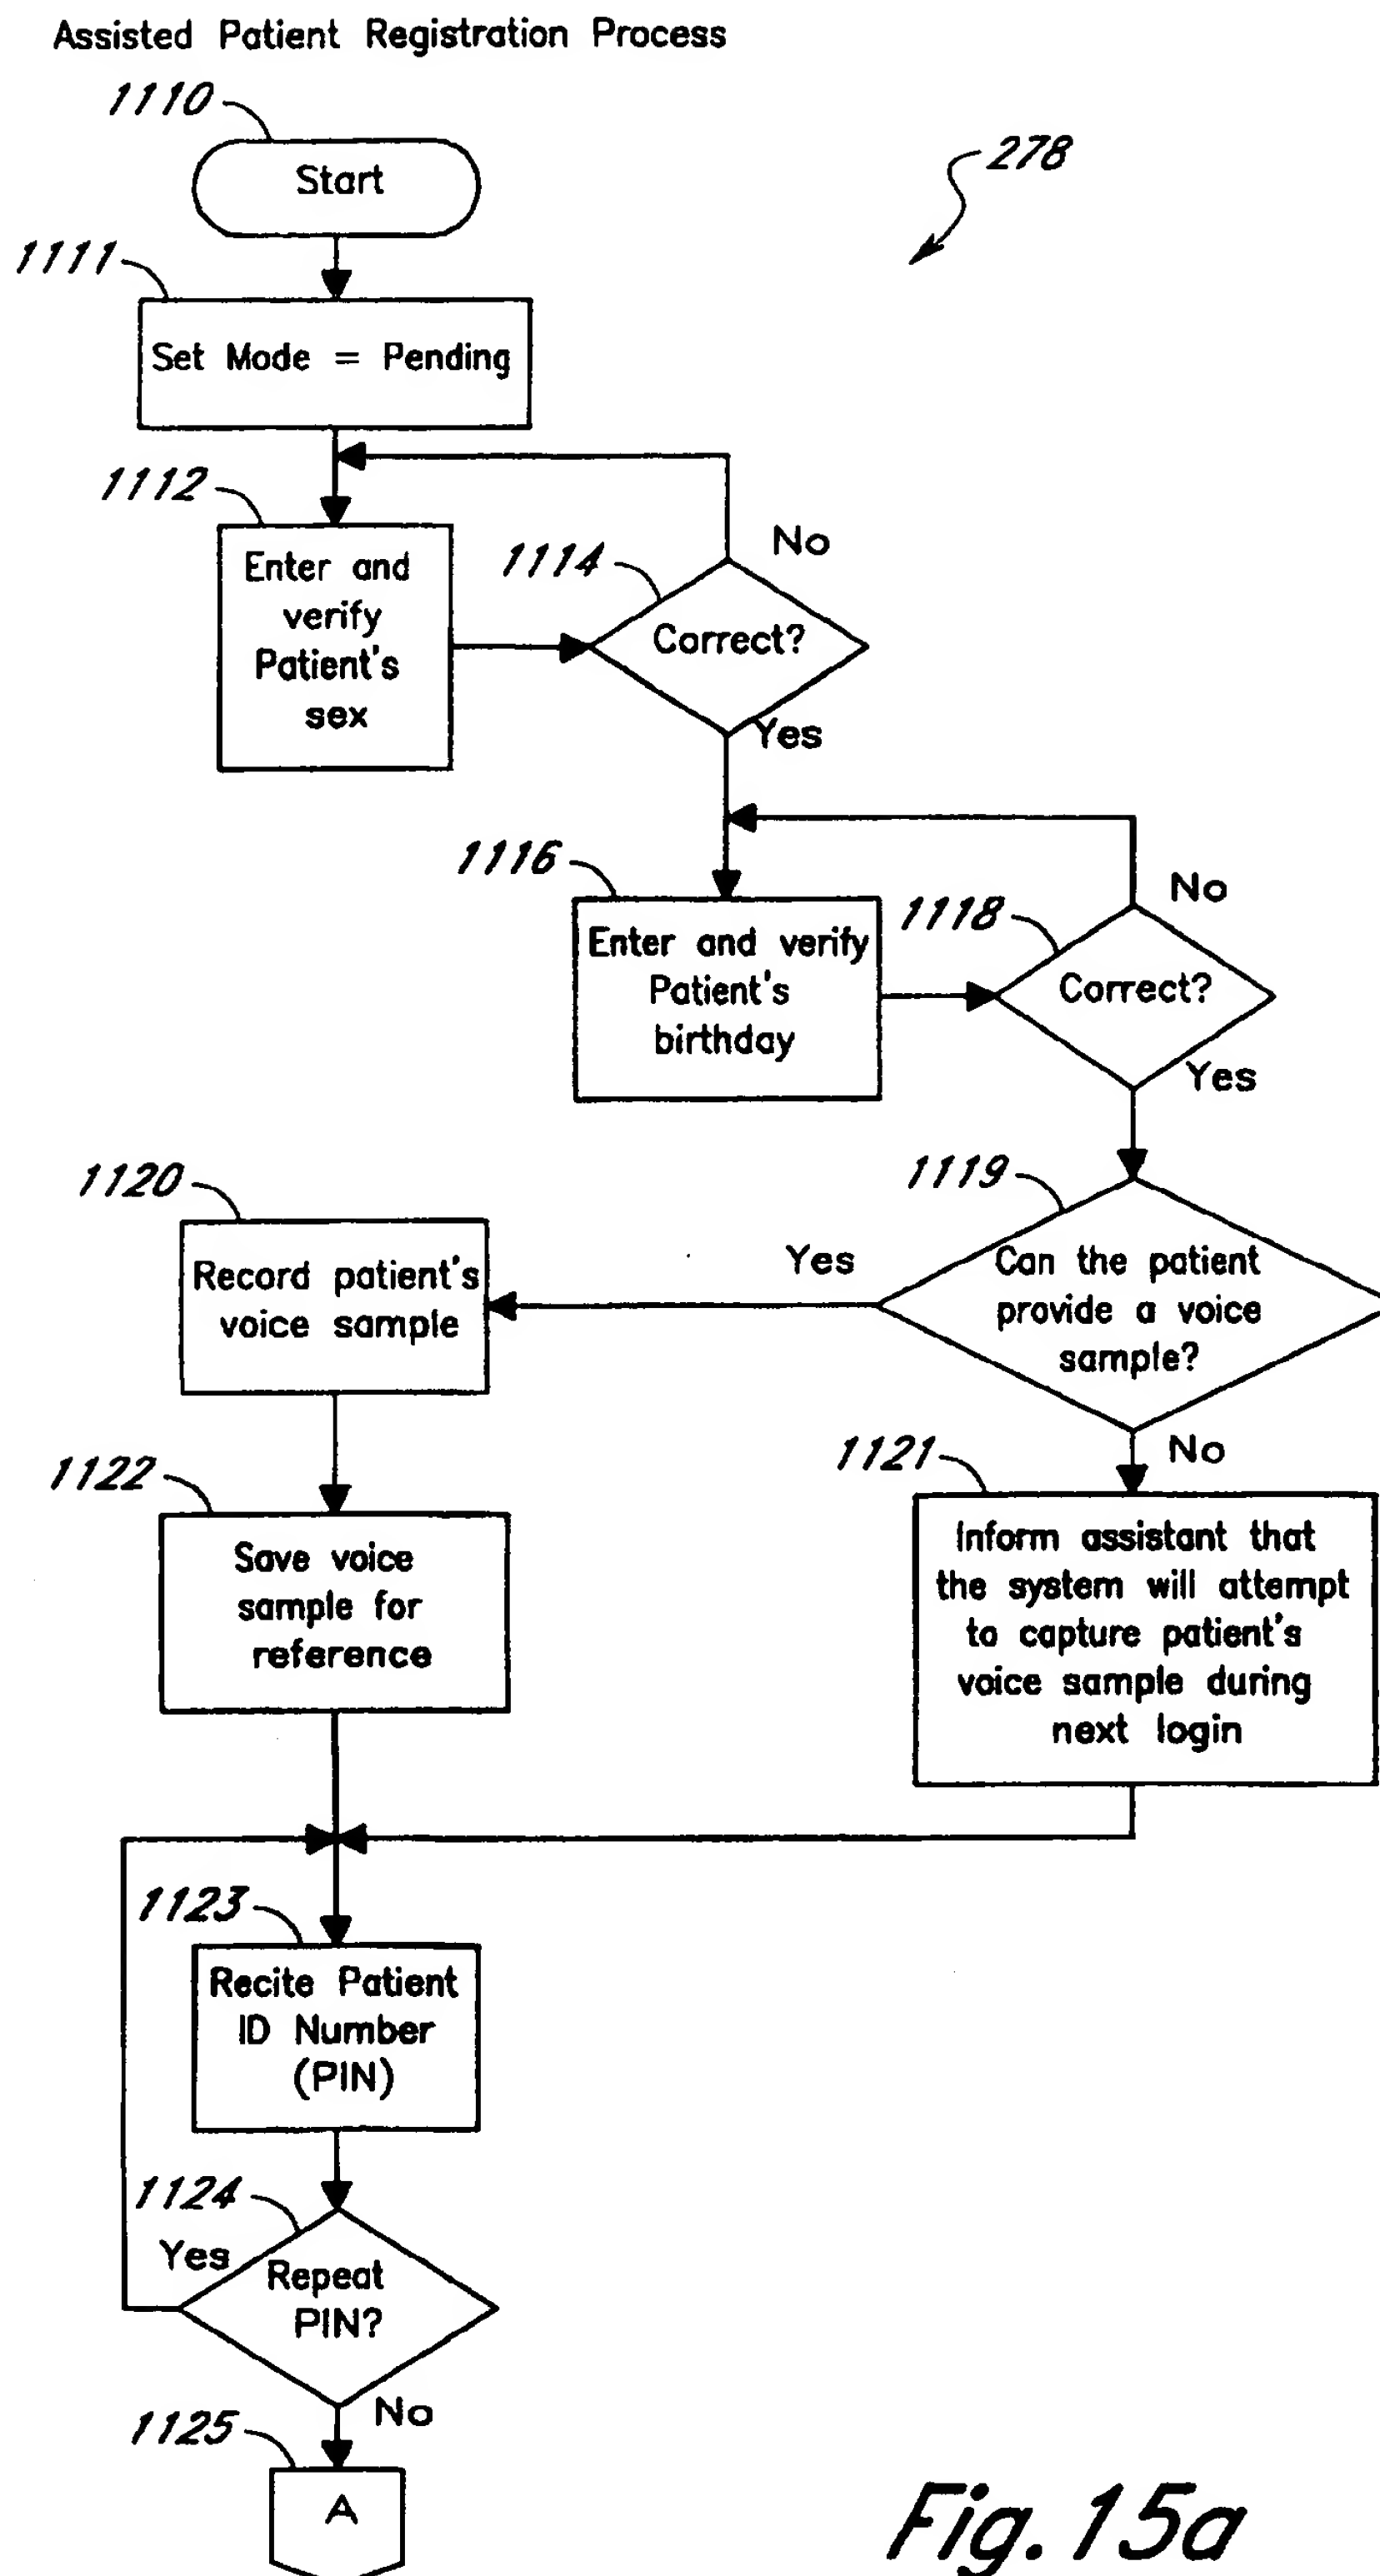 Assisted Patient Registration Process
1110
Start
278
1111
Set Mode = Pending
1112
Enter and
verify
Patient's
sex
1114
Correct?
No
Yes
1116
Enter and verify
Patient's
birthday
1118
Correct?
No
Yes
1119
Can the patient
provide a voice
sample?
Yes
No
1120
Record patient's
voice sample
1121
Inform assistant that
the system will attempt
to capture patient's
voice sample during
next login
1122
Save voice
sample for
reference
1123
Recite Patient
ID Number
(PIN)
1124
Yes
Repeat
PIN?
No
1125
A
Fig. 15a